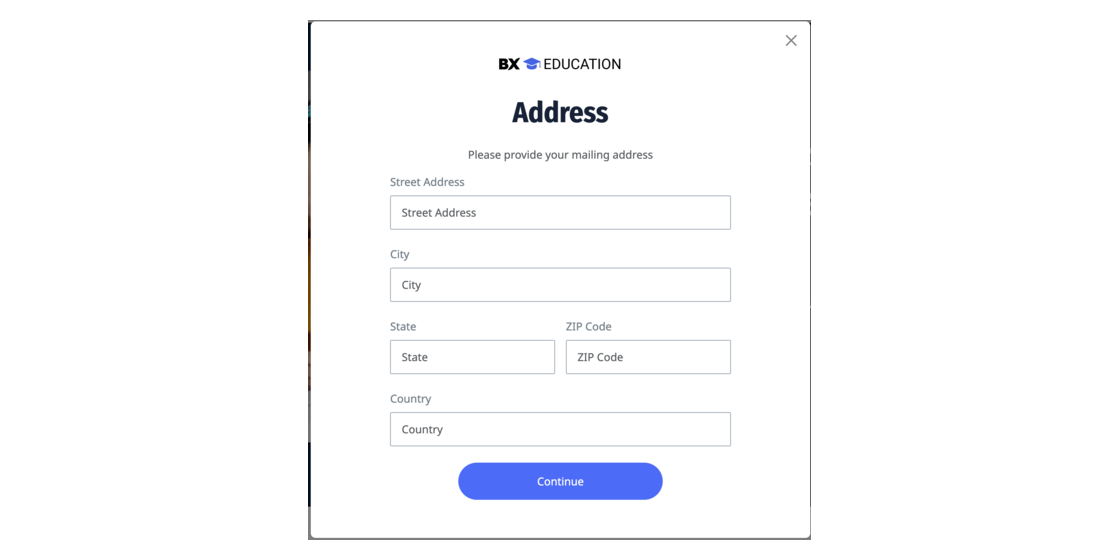 BX EDUCATION
Address
Please provide your mailing address
Street Address
Street Address
City
City
State ZIP Code
State ZIP Code
Country
Country
Continue